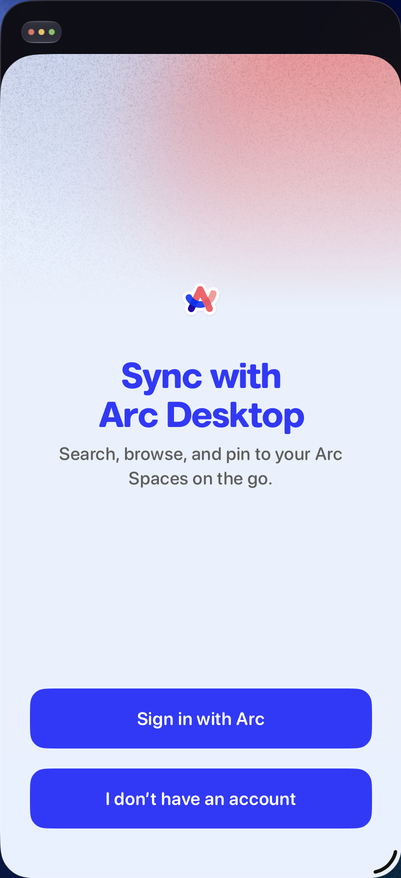 Sync with
Arc Desktop
Search, browse, and pin to your Arc
Spaces on the go.
Sign in with Arc
I don't have an account